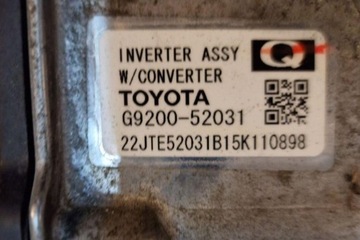 INVERTER ASSY
Q
W/CONVERTER
TOYOTA
G9200-52031
22JTE52031B15K110898